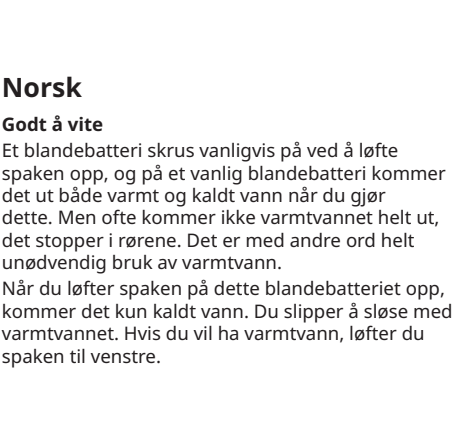 Norsk
Godt å vite
Et blandebatteri skrus vanligvis på ved å løfte
spaken opp, og på et vanlig blandebatteri kommer
det ut både varmt og kaldt vann når du gjør
dette. Men ofte kommer ikke varmtvannet helt ut,
det stopper i rørene. Det er med andre ord helt
unødvendig bruk av varmtvann.
Når du løfter spaken på dette blandebatteriet opp,
kommer det kun kaldt vann. Du slipper å sløse med
varmtvannet. Hvis du vil ha varmtvann, løfter du
spaken til venstre.